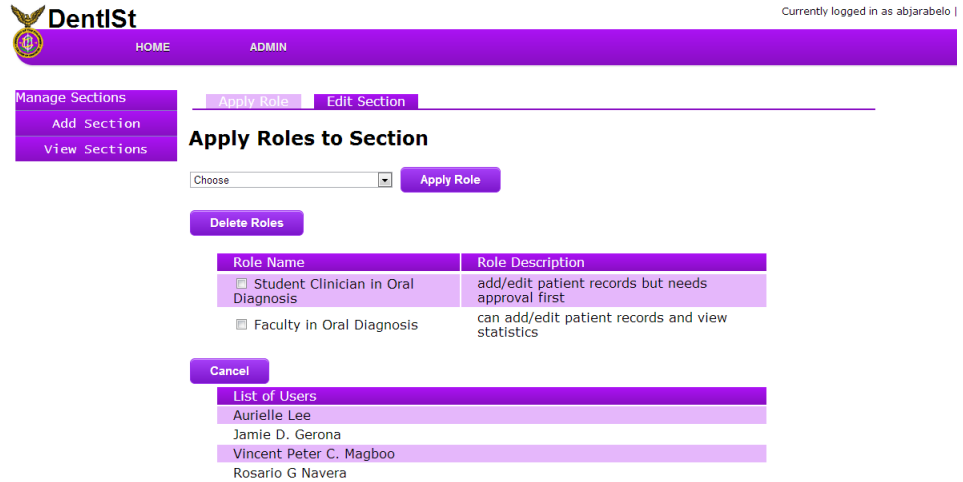 DentISt
Currently logged in as abjarabelo |
HOME ADMIN
Manage Sections
Add Section
View Sections
Apply Role Edit Section
Apply Roles to Section
Choose Apply Role
Delete Roles
Role Name Role Description
Student Clinician in Oral add/edit patient records but needs
Diagnosis approval first
Faculty in Oral Diagnosis can add/edit patient records and view
statistics
Cancel
List of Users
Aurielle Lee
Jamie D. Gerona
Vincent Peter C. Magboo
Rosario G Navera